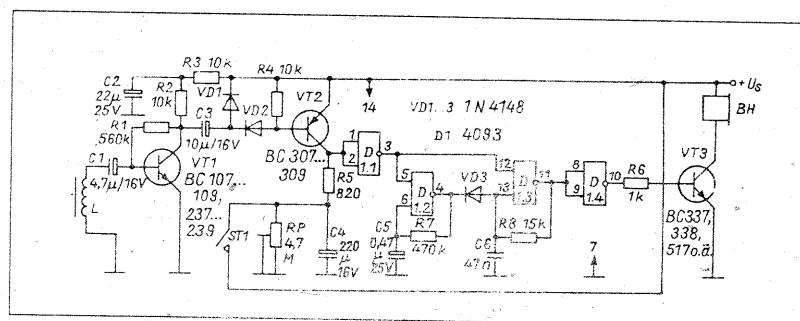 R3 10k
R4 10k
C2
22µ
25V
R2
10k
VD1
VD2
VT2
14
VD1...3 1N4148
D1 4093
+Us
BH
R1
560k
C3
10µ/16V
C1
4,7µ/16V
VT1
BC107...
109,
237...
239
L
BC307...
309
R5
820
1
2
D
1.1
3
5
6
D
1.2
4
VD3
12
13
D
1.3
11
8
9
D
1.4
10
R6
1k
VT3
BC337,
338,
517o.ä.
ST1
RP
4,7
M
C4
220
µ
16V
C5
0,47
µ
25V
R7
470k
C6
47n
R8 15k
7